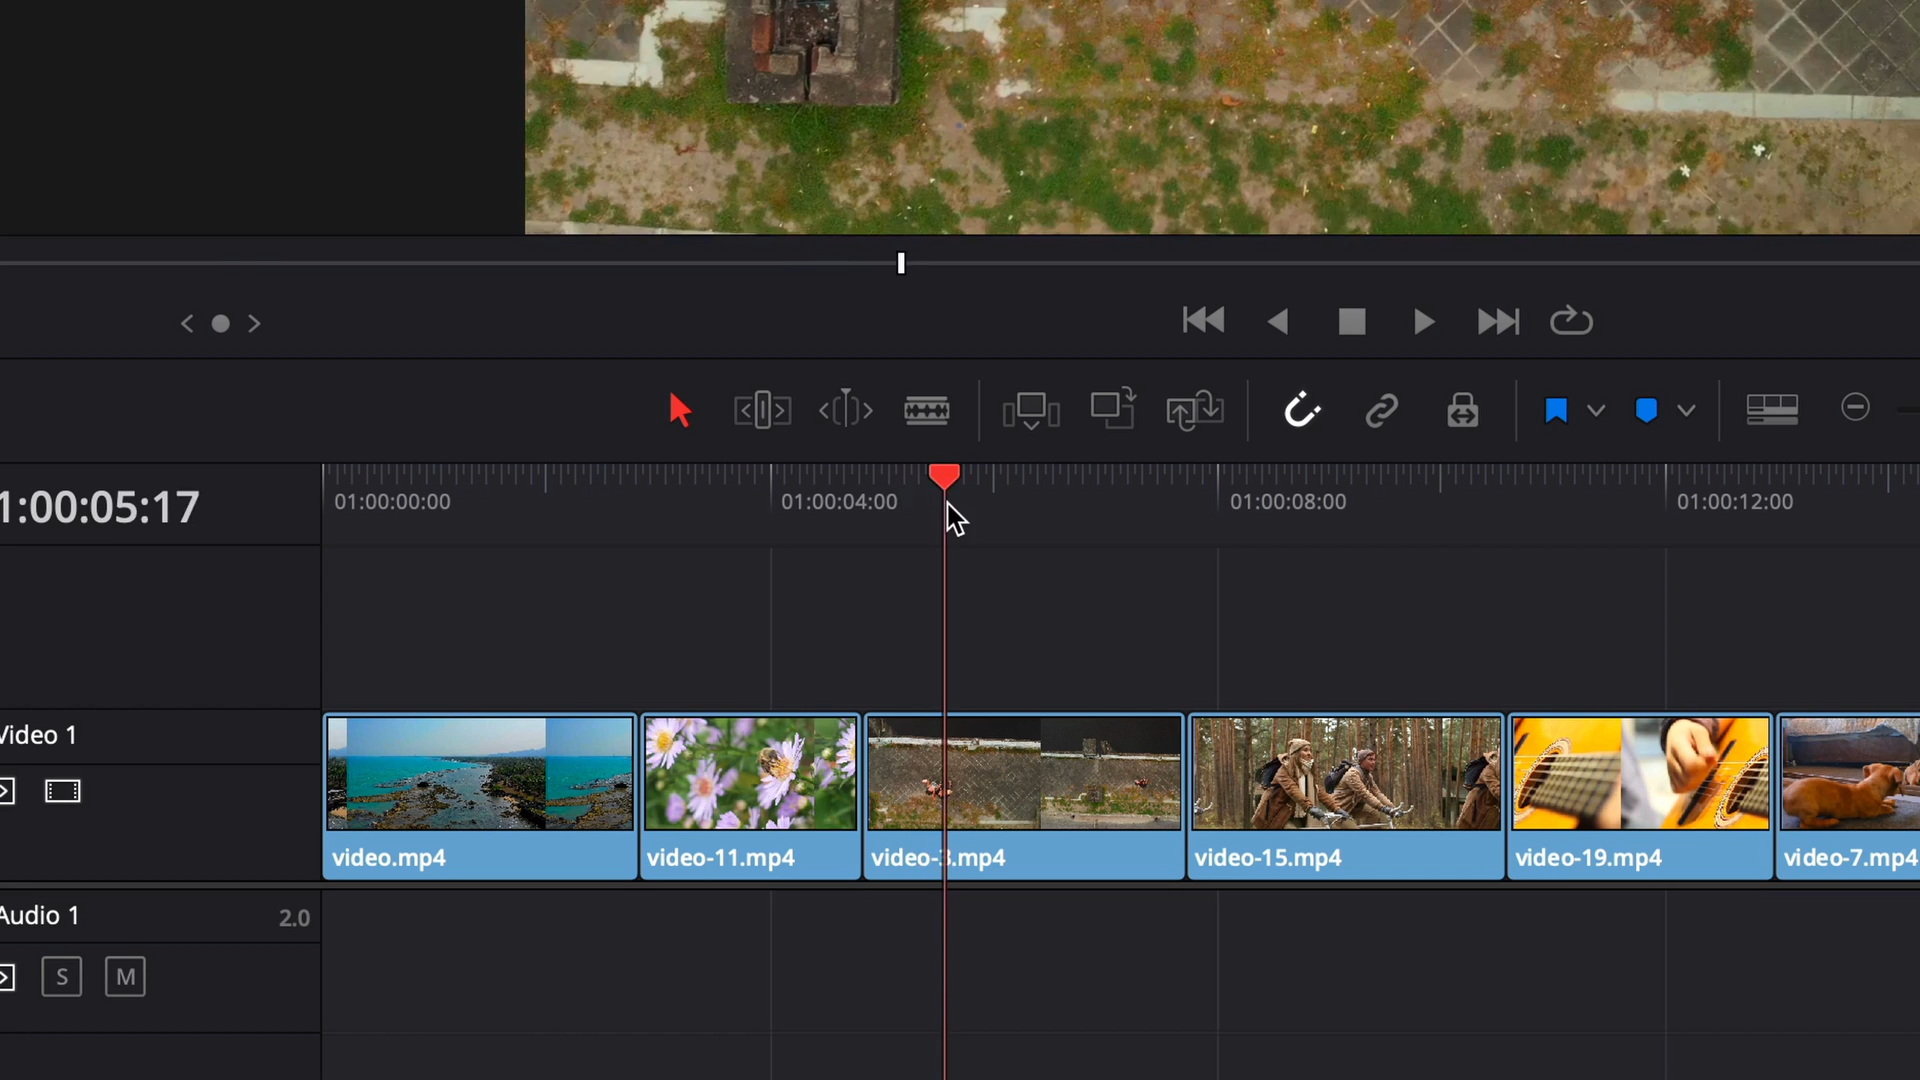 1:00:05:17
01:00:00:00
01:00:04:00
01:00:08:00
01:00:12:00
Video 1
video.mp4
video-11.mp4
video-3.mp4
video-15.mp4
video-19.mp4
video-7.mp4
Audio 1
2.0
S
M